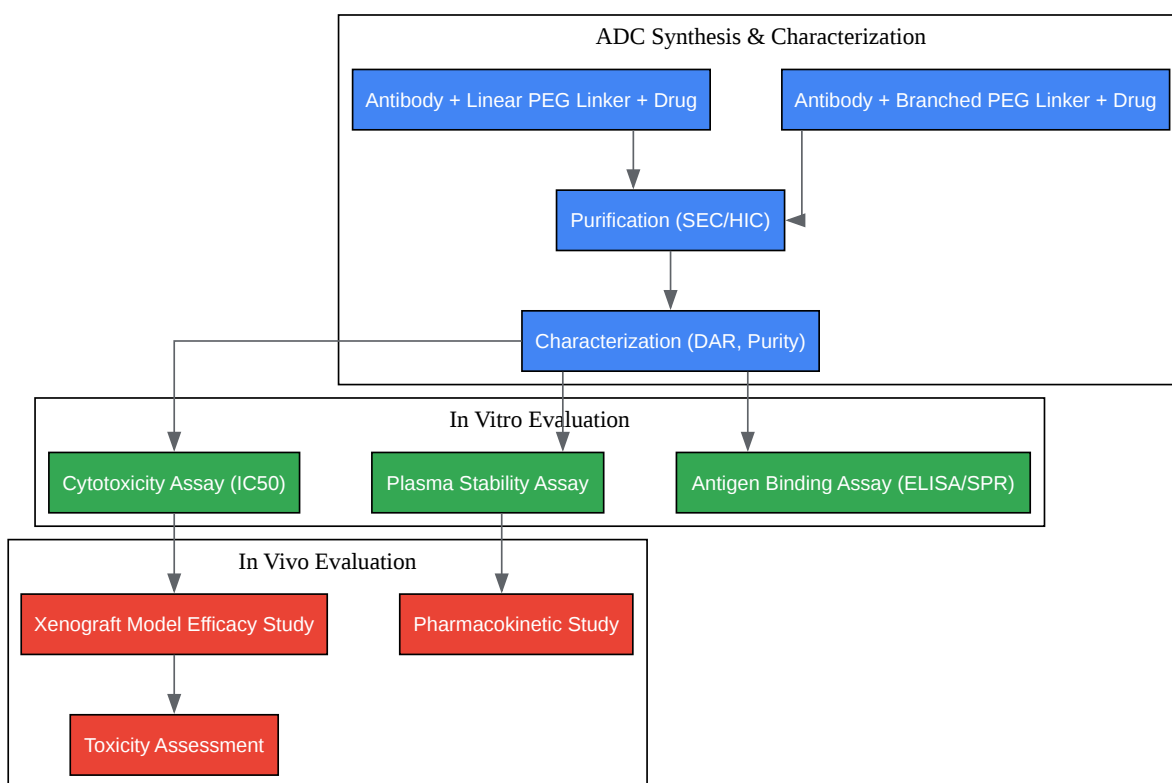 ADC Synthesis & Characterization
Antibody + Linear PEG Linker + Drug
Antibody + Branched PEG Linker + Drug
Purification (SEC/HIC)
Characterization (DAR, Purity)
In Vitro Evaluation
Cytotoxicity Assay (IC50)
Plasma Stability Assay
Antigen Binding Assay (ELISA/SPR)
In Vivo Evaluation
Xenograft Model Efficacy Study
Pharmacokinetic Study
Toxicity Assessment